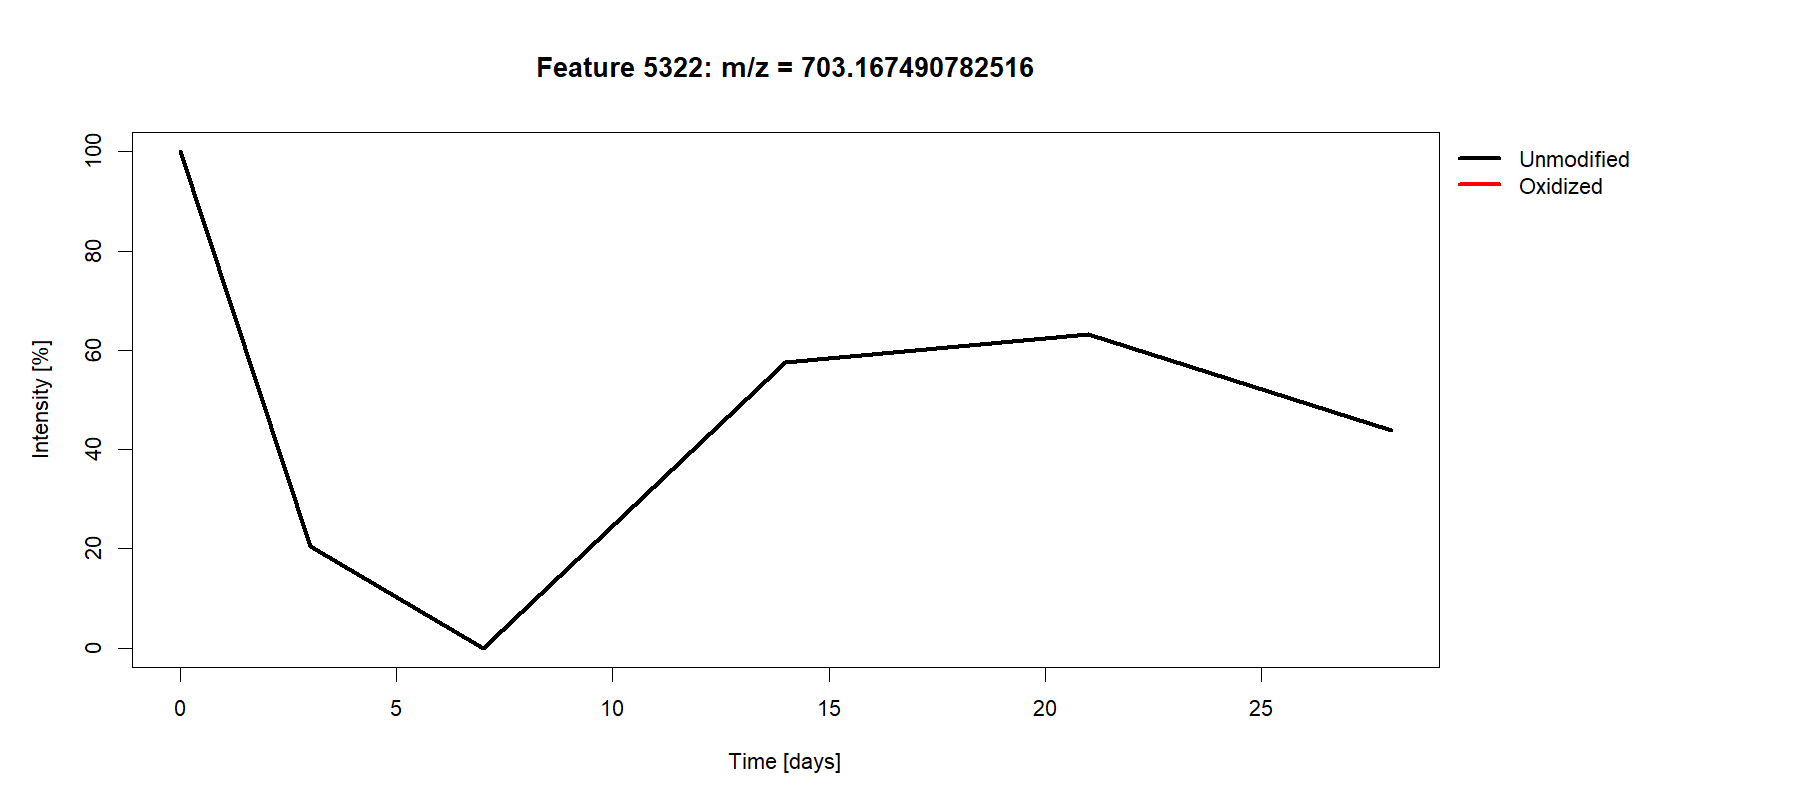 Feature 5322: m/z = 703.167490782516
Unmodified
Oxidized
Intensity [%]
100
80
60
40
20
0
0 5 10 15 20 25
Time [days]